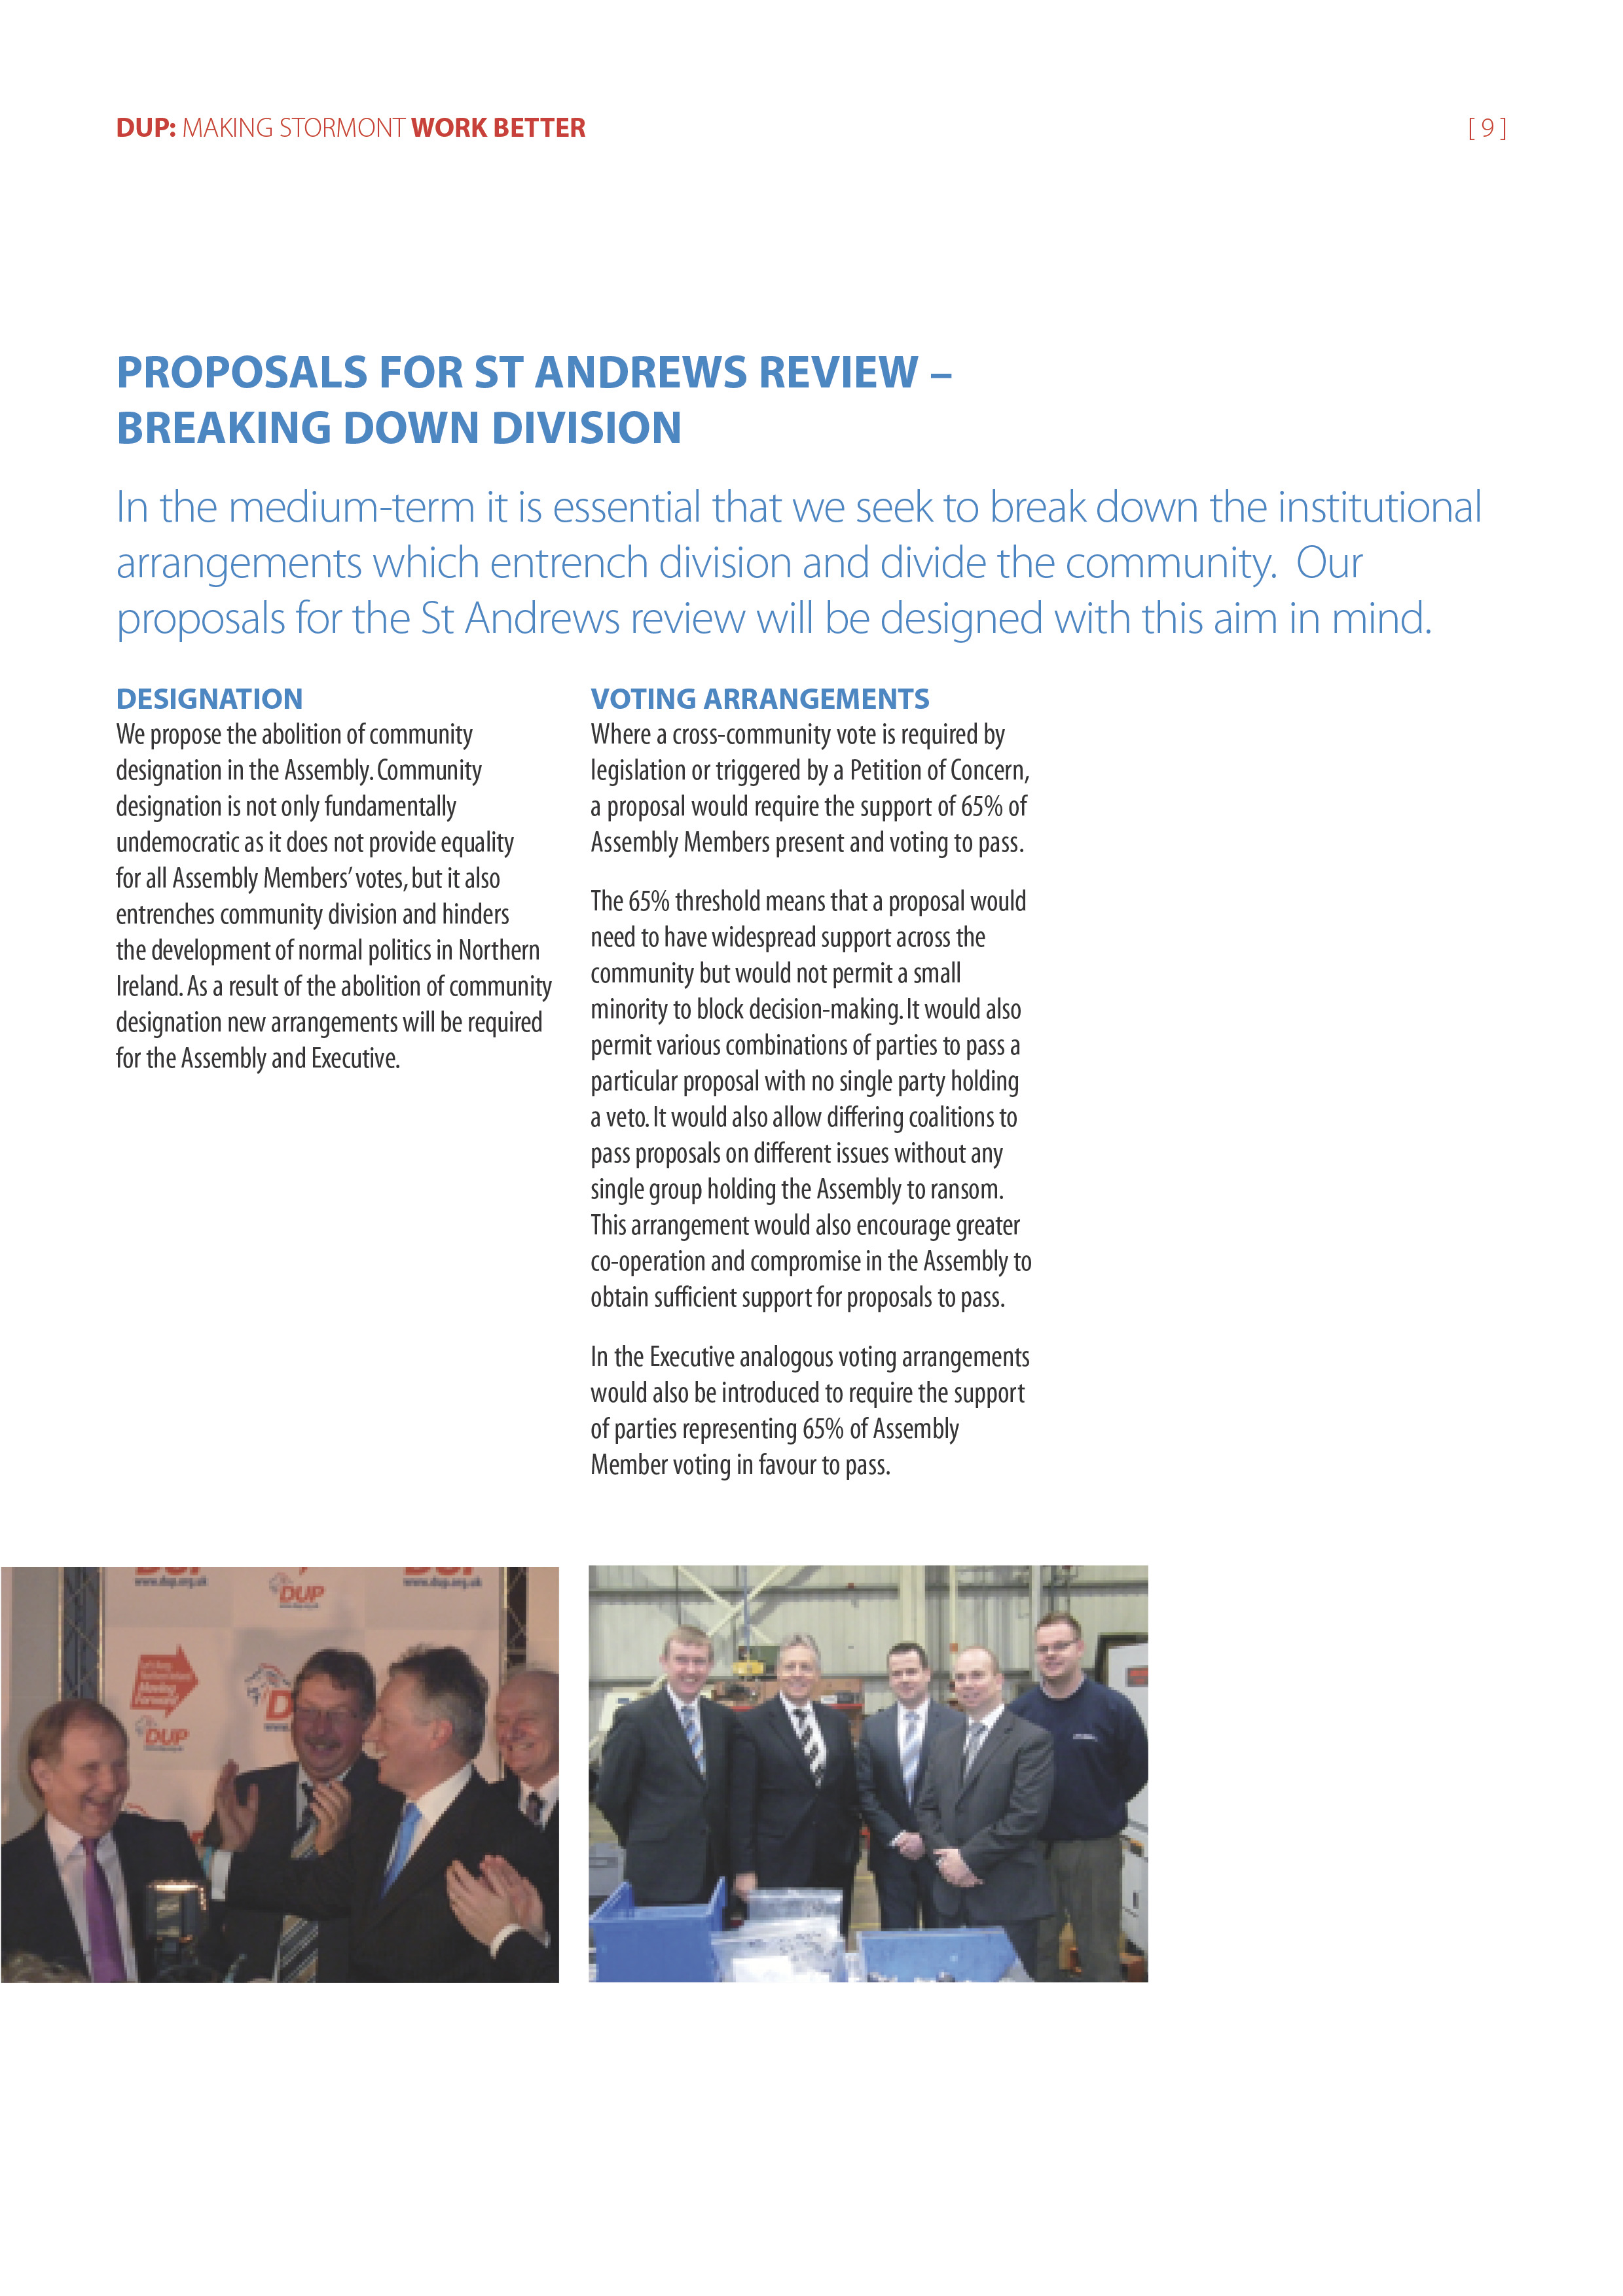 DUP: MAKING STORMONT WORK BETTER
[ 9 ]
PROPOSALS FOR ST ANDREWS REVIEW –
BREAKING DOWN DIVISION
In the medium-term it is essential that we seek to break down the institutional
arrangements which entrench division and divide the community. Our
proposals for the St Andrews review will be designed with this aim in mind.
DESIGNATION
We propose the abolition of community
designation in the Assembly. Community
designation is not only fundamentally
undemocratic as it does not provide equality
for all Assembly Members’ votes, but it also
entrenches community division and hinders
the development of normal politics in Northern
Ireland. As a result of the abolition of community
designation new arrangements will be required
for the Assembly and Executive.
VOTING ARRANGEMENTS
Where a cross-community vote is required by
legislation or triggered by a Petition of Concern,
a proposal would require the support of 65% of
Assembly Members present and voting to pass.
The 65% threshold means that a proposal would
need to have widespread support across the
community but would not permit a small
minority to block decision-making. It would also
permit various combinations of parties to pass a
particular proposal with no single party holding
a veto. It would also allow differing coalitions to
pass proposals on different issues without any
single group holding the Assembly to ransom.
This arrangement would also encourage greater
co-operation and compromise in the Assembly to
obtain sufficient support for proposals to pass.
In the Executive analogous voting arrangements
would also be introduced to require the support
of parties representing 65% of Assembly
Member voting in favour to pass.
www.dup.org.uk
DUP
www.dup.org.uk
Moving
Forward
DUP